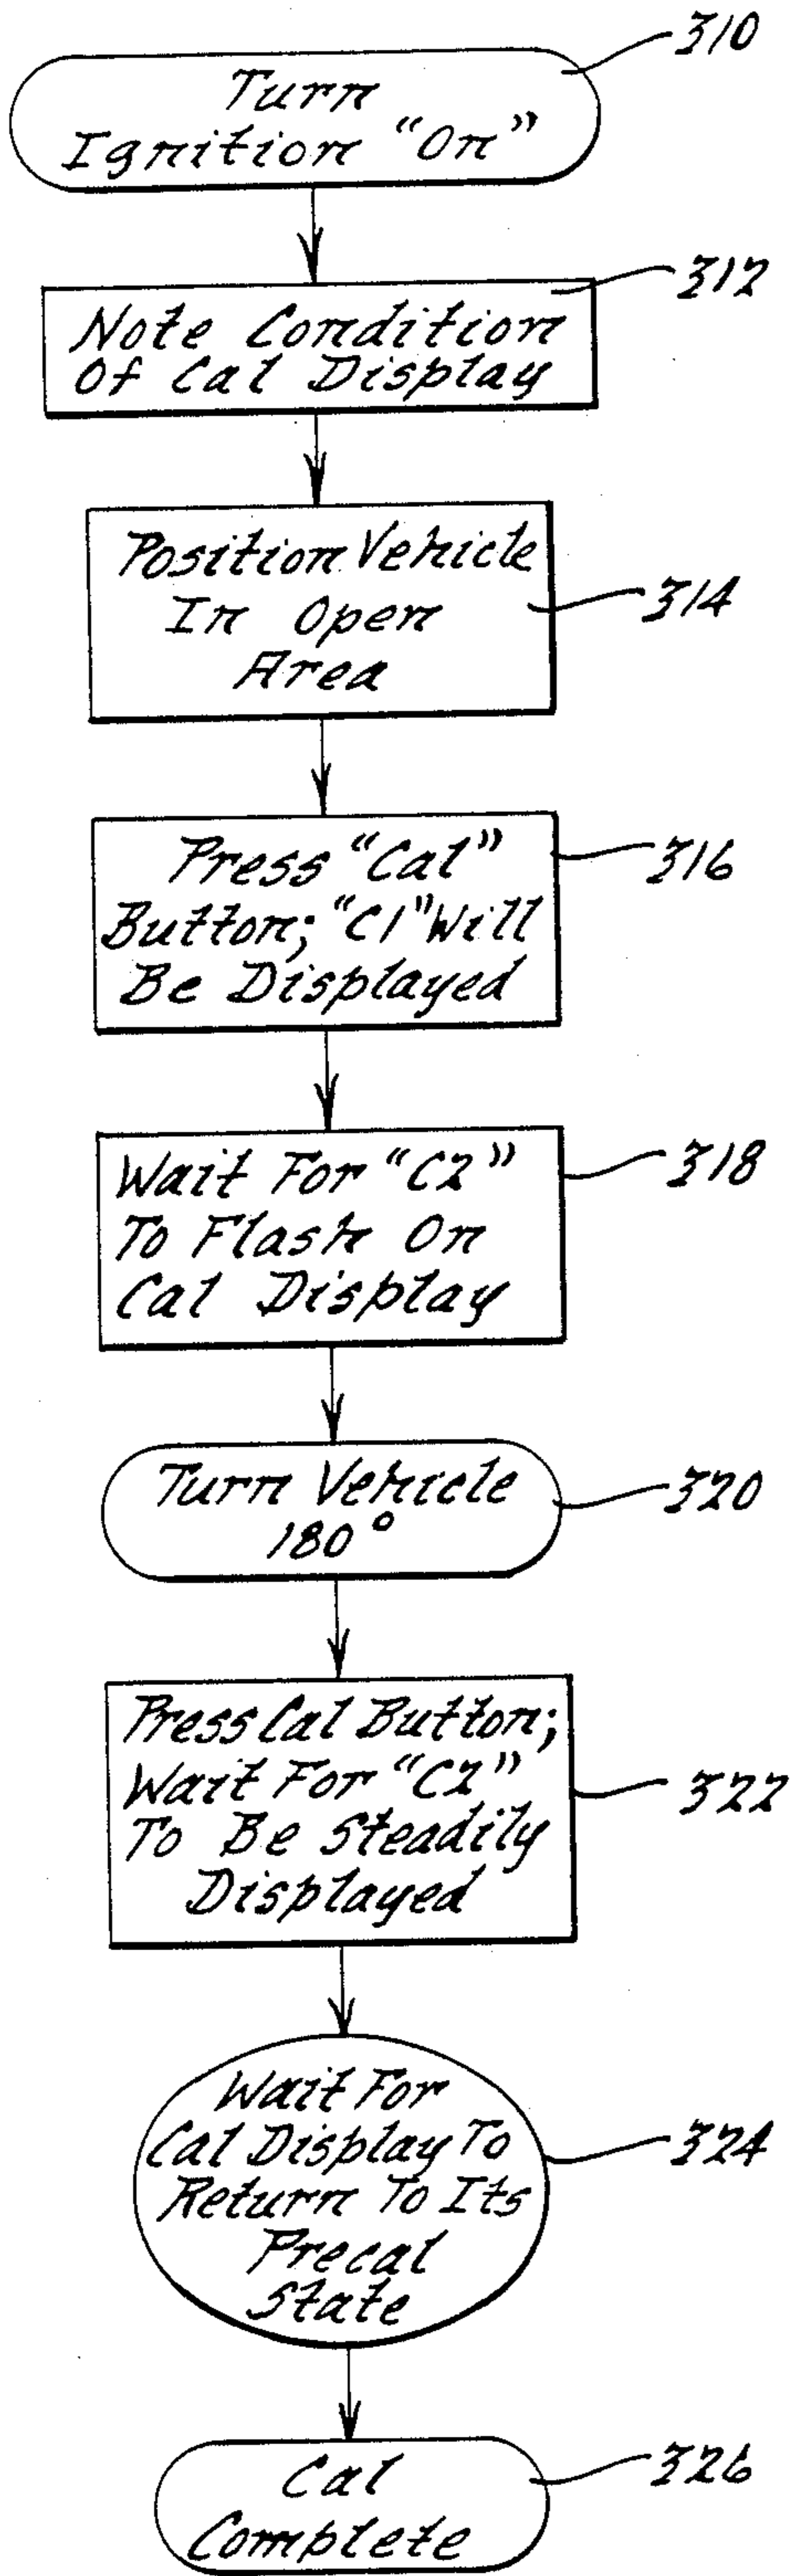 310
Turn
Ignition "On"
312
Note Condition
Of Cal Display
Position Vehicle
In Open
Area
314
Press "Cal"
Button; "C1" Will
Be Displayed
316
Wait For "C2"
To Flash On
Cal Display
318
Turn Vehicle
180°
320
Press Cal Button;
Wait For "C2"
To Be Steadily
Displayed
322
Wait For
Cal Display To
Return To Its
Precal
State
324
Cal
Complete
326